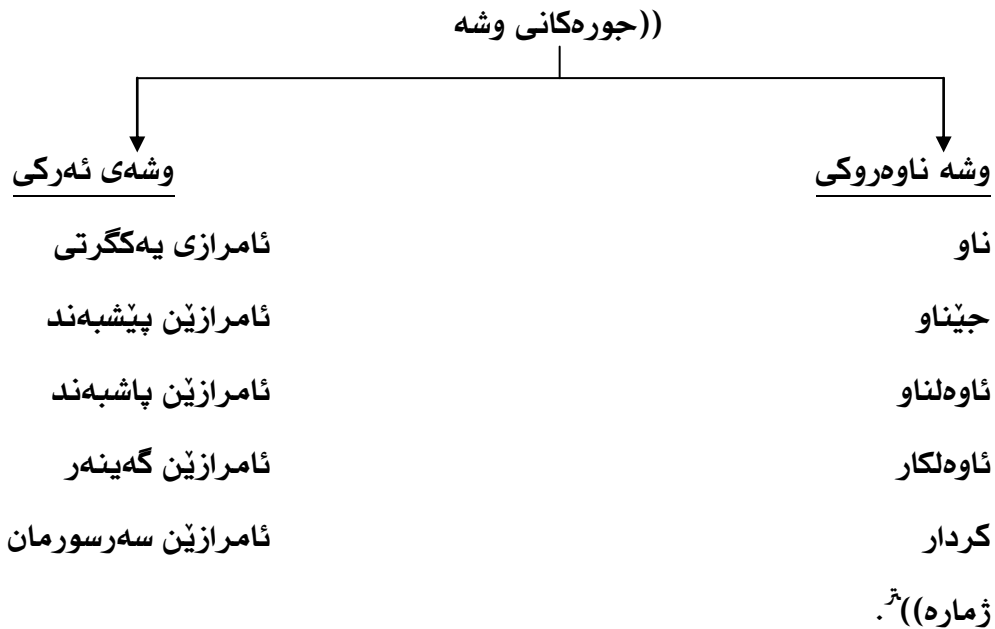 ((جورەکانی وشە
وشە ناوەروکی
ناو
جێناو
ئاوەلناو
ئاوەلکار
کردار
ژمارە))تر.
وشەی ئەرکی
ئامرازی یەکگرتی
ئامرازێن پێشبەند
ئامرازێن پاشبەند
ئامرازێن گەینەر
ئامرازێن سەرسورمان